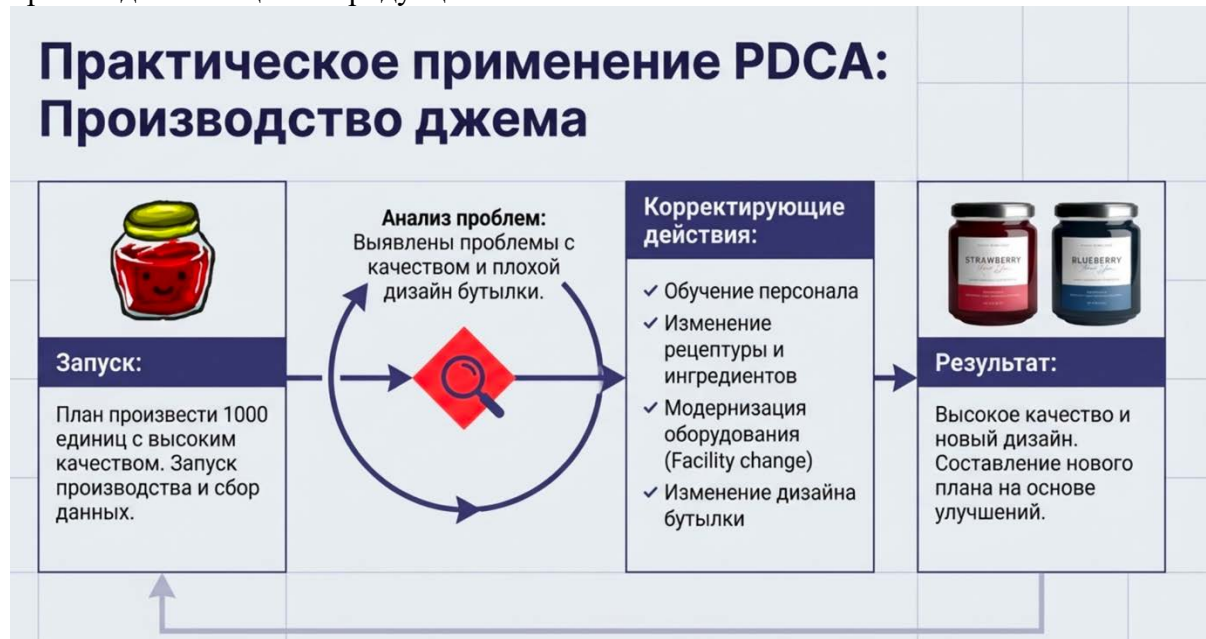 Практическое применение PDCA:
Производство джема
Запуск:
План произвести 1000
единиц с высоким
качеством. Запуск
производства и сбор
данных.
Анализ проблем:
Выявлены проблемы с
качеством и плохой
дизайн бутылки.
Корректирующие
действия:
✓ Обучение персонала
✓ Изменение
рецептуры и
ингредиентов
✓ Модернизация
оборудования
(Facility change)
✓ Изменение дизайна
бутылки
STRAWBERRY
BLUEBERRY
Результат:
Высокое качество и
новый дизайн.
Составление нового
плана на основе
улучшений.